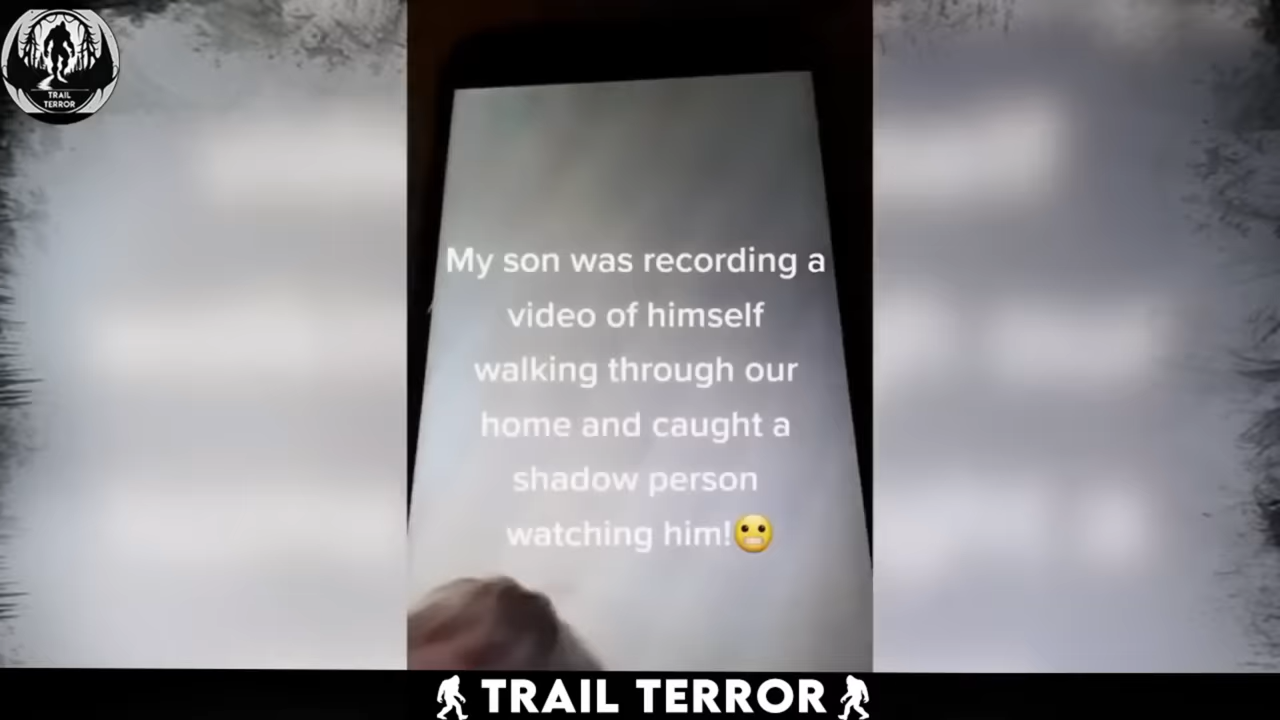 TRAIL
TERROR
My son was recording a
video of himself
walking through our
home and caught a
shadow person
watching him!😬
TRAIL TERROR